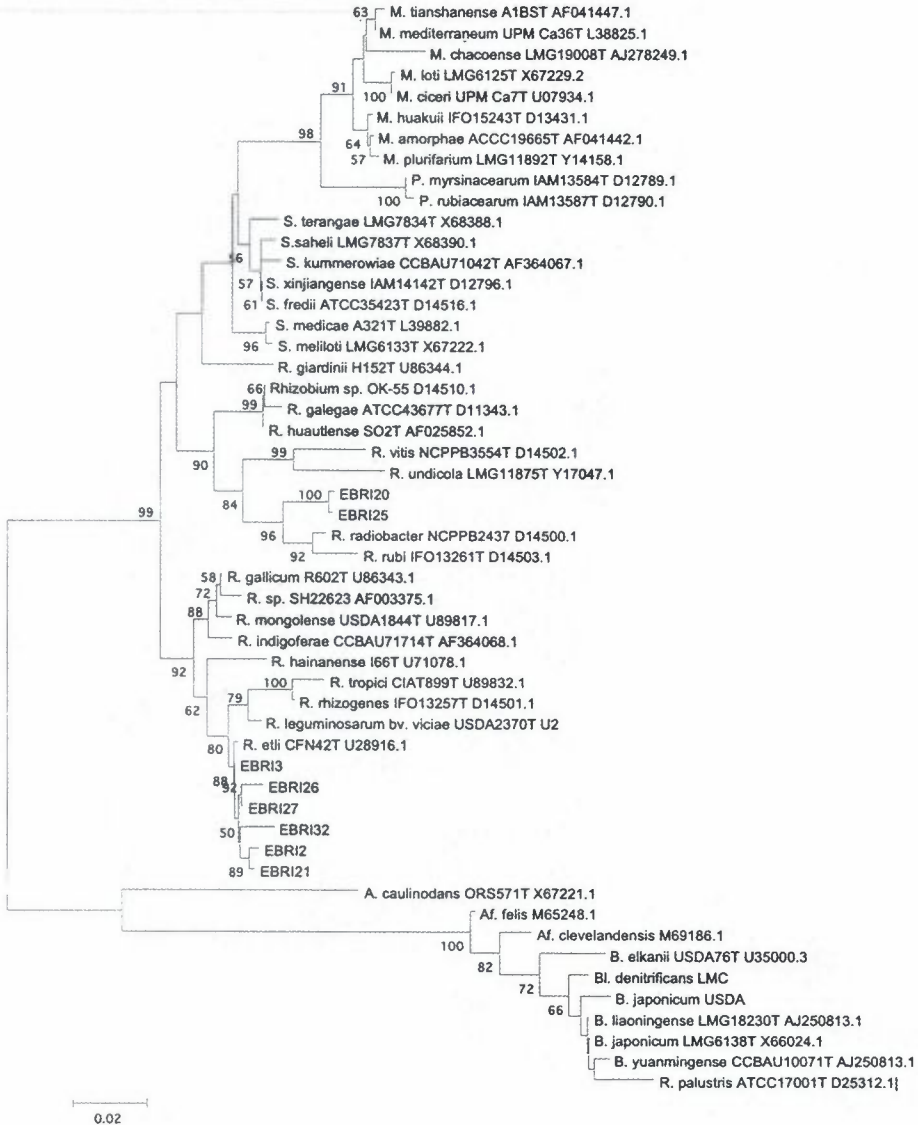 63
M. tianshanense A1BST AF041447.1
M. mediterraneum UPM Ca36T L38825.1
M. chacoense LMG19008T AJ278249.1
M. loti LMG6125T X67229.2
91
100
M. ciceri UPM Ca7T U07934.1
M. huakuii IFO15243T D13431.1
98
64
M. amorphae ACCC19665T AF041442.1
57
M. plurifarium LMG11892T Y14158.1
P. myrsinacearum IAM13584T D12789.1
100
P. rubiacearum IAM13587T D12790.1
S. terangae LMG7834T X68388.1
S.saheli LMG7837T X68390.1
S. kummerowiae CCBAU71042T AF364067.1
57
S. xinjiangense IAM14142T D12796.1
61
S. fredii ATCC35423T D14516.1
S. medicae A321T L39882.1
96
S. meliloti LMG6133T X67222.1
R. giardinii H152T U86344.1
66
Rhizobium sp. OK-55 D14510.1
99
R. galegae ATCC43677T D11343.1
R. huautlense SO2T AF025852.1
99
R. vitis NCPPB3554T D14502.1
90
R. undicola LMG11875T Y17047.1
100
EBRI20
84
EBRI25
99
96
R. radiobacter NCPPB2437 D14500.1
92
R. rubi IFO13261T D14503.1
58
R. gallicum R602T U86343.1
72
R. sp. SH22623 AF003375.1
88
R. mongolense USDA1844T U89817.1
R. indigoferae CCBAU71714T AF364068.1
92
R. hainanense I66T U71078.1
100
R. tropici CIAT899T U89832.1
79
R. rhizogenes IFO13257T D14501.1
62
R. leguminosarum bv. viciae USDA2370T U2
80
R. etli CFN42T U28916.1
EBRI3
88
92
EBRI26
EBRI27
50
EBRI32
EBRI2
89
EBRI21
A. caulinodans ORS571T X67221.1
Af. felis M65248.1
100
Af. clevelandensis M69186.1
82
B. elkanii USDA76T U35000.3
72
Bl. denitrificans LMC
66
B. japonicum USDA
B. liaoningense LMG18230T AJ250813.1
B. japonicum LMG6138T X66024.1
B. yuanmingense CCBAU10071T AJ250813.1
R. palustris ATCC17001T D25312.1
0.02